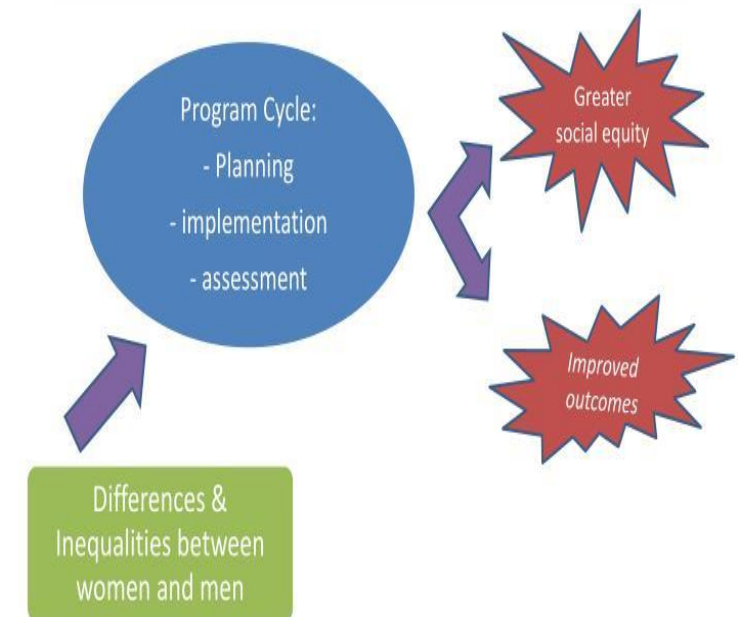 Program Cycle:
- Planning
- implementation
- assessment
Greater
social equity
Improved
outcomes
Differences &
Inequalities between
women and men